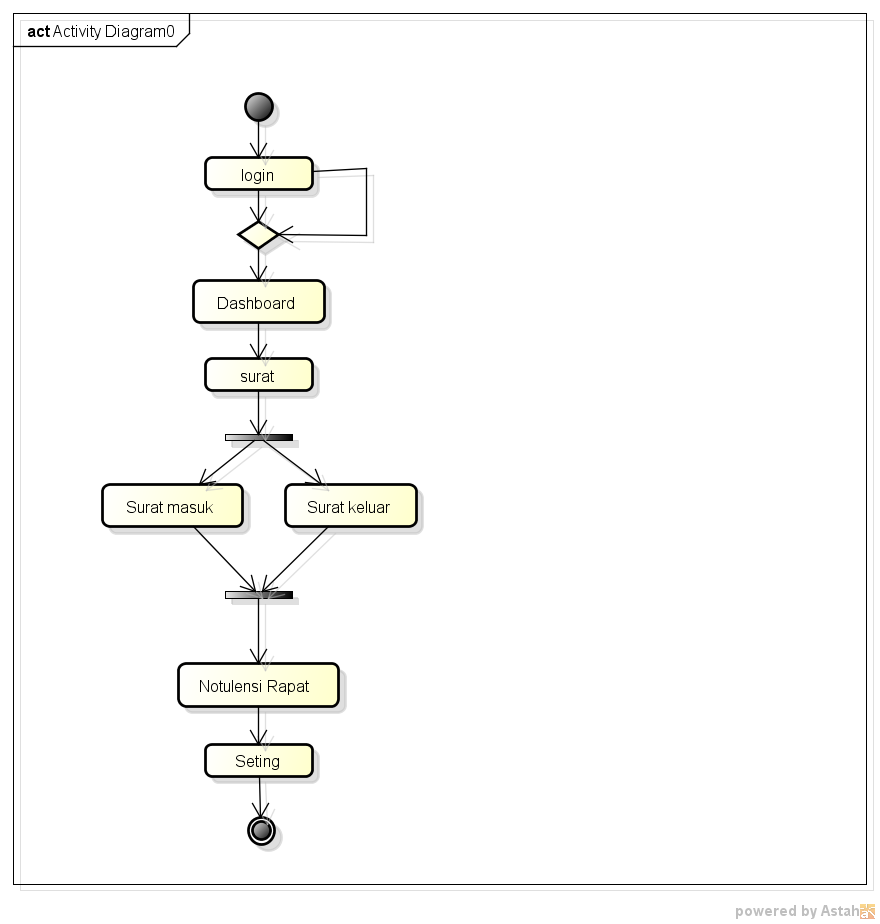 act Activity Diagram0
login
Dashboard
surat
Surat masuk
Surat keluar
Notulensi Rapat
Seting
powered by Astah